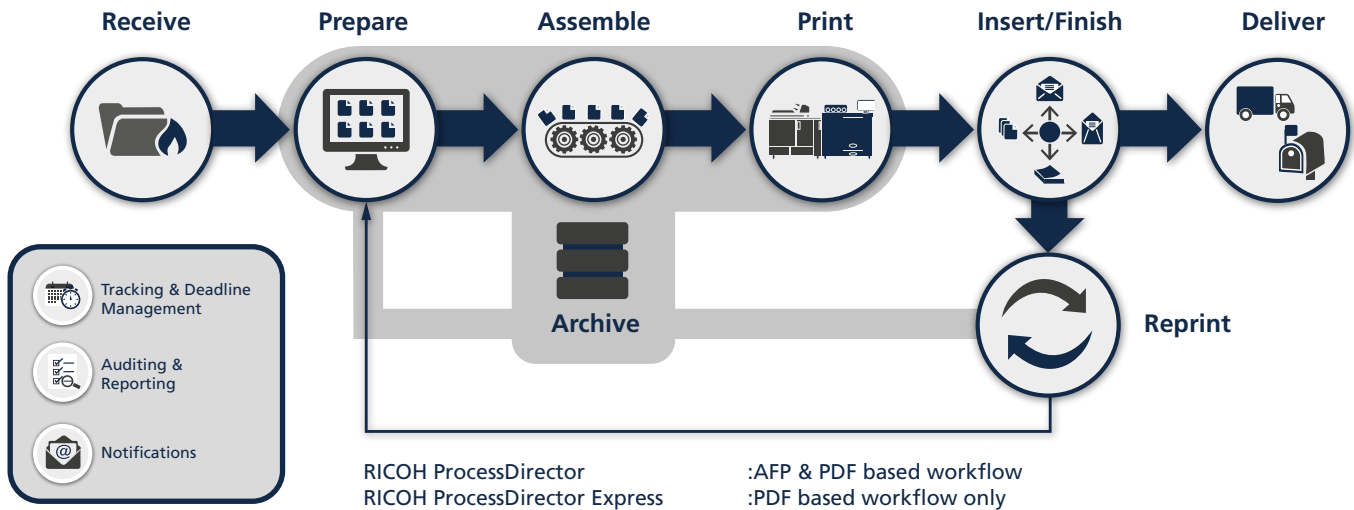 Receive
Prepare
Assemble
Print
Insert/Finish
Deliver
Tracking & Deadline
Management
Auditing &
Reporting
@
Notifications
Archive
Reprint
RICOH ProcessDirector :AFP & PDF based workflow
RICOH ProcessDirector Express :PDF based workflow only